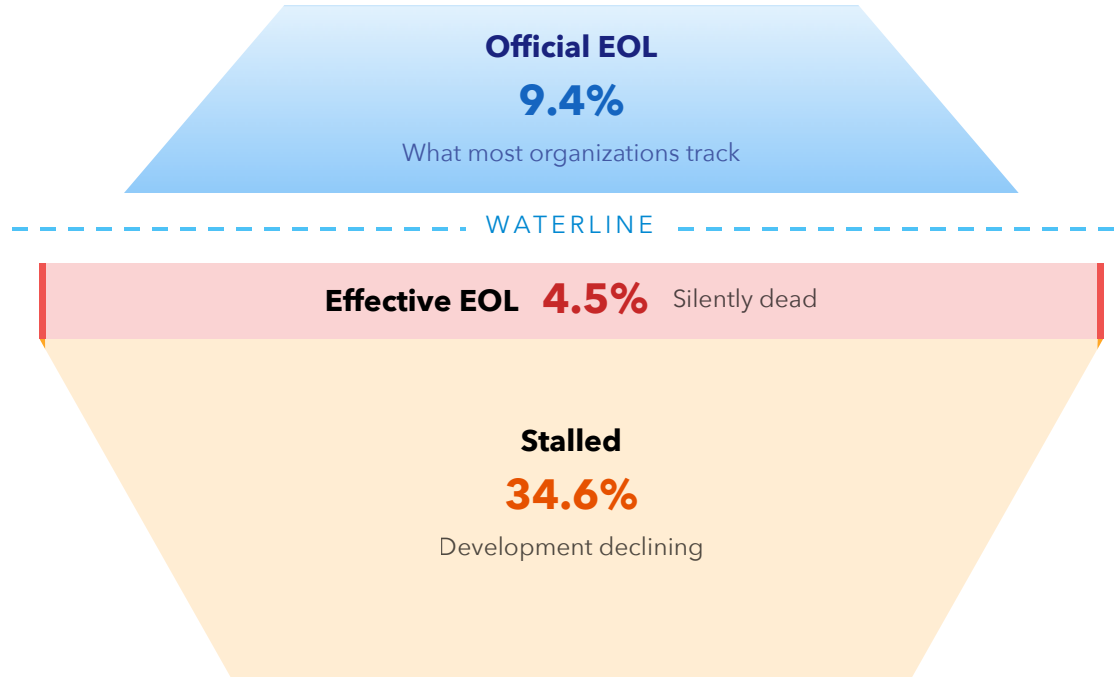 Official EOL
9.4%
What most organizations track
WATERLINE
Effective EOL 4.5% Silently dead
Stalled
34.6%
Development declining